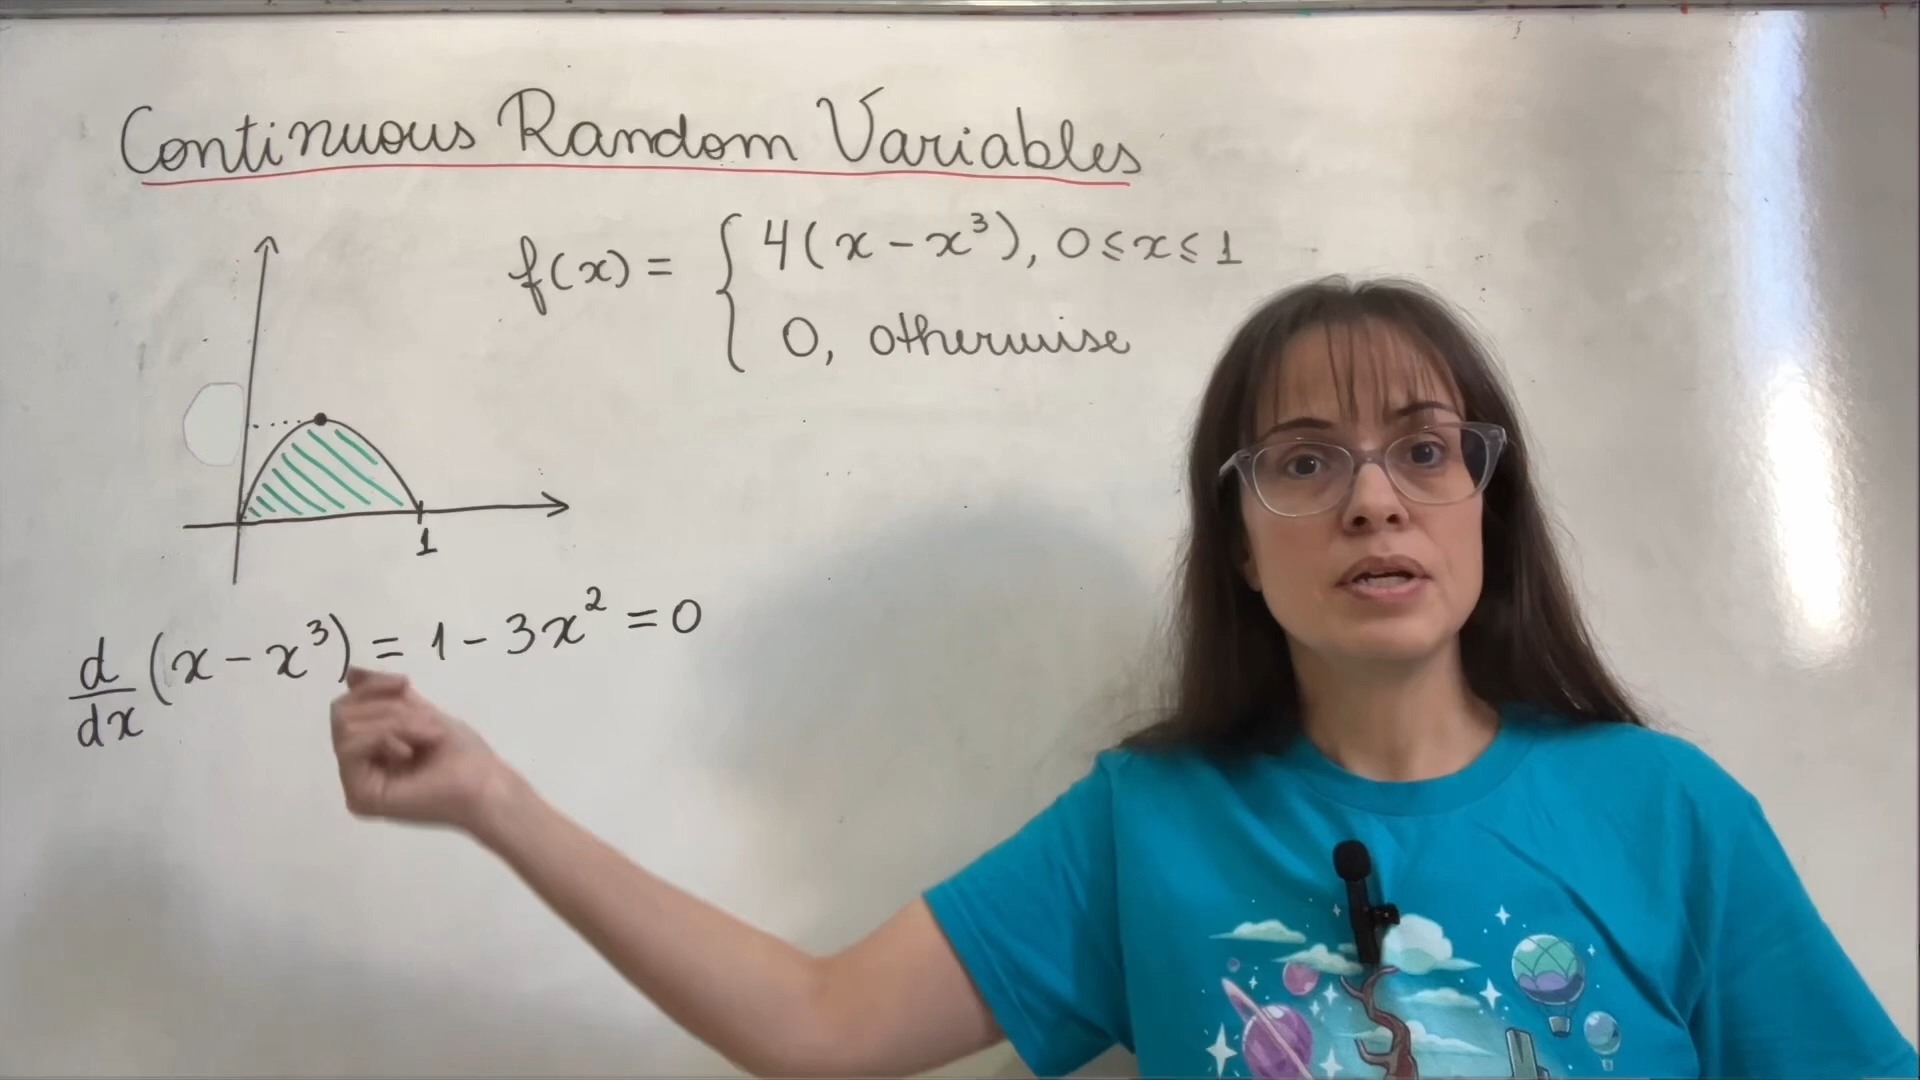 Continuous Random Variables
f(x) = { 4(x - x³), 0 ≤ x ≤ 1
0, otherwise
1
d/dx (x - x³) = 1 - 3x² = 0